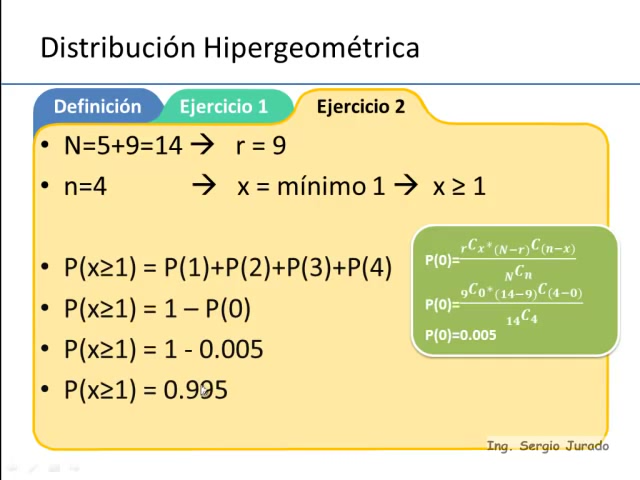 Distribución Hipergeométrica
Definición
Ejercicio 1
Ejercicio 2
• N=5+9=14 → r = 9
• n=4 → x = mínimo 1 → x ≥ 1
• P(x≥1) = P(1)+P(2)+P(3)+P(4)
• P(x≥1) = 1 – P(0)
• P(x≥1) = 1 - 0.005
• P(x≥1) = 0.995
P(0)= rCx*(N−r)C(n−x) / NCn
P(0)= 9C0*(14−9)C(4−0) / 14C4
P(0)=0.005
Ing. Sergio Jurado